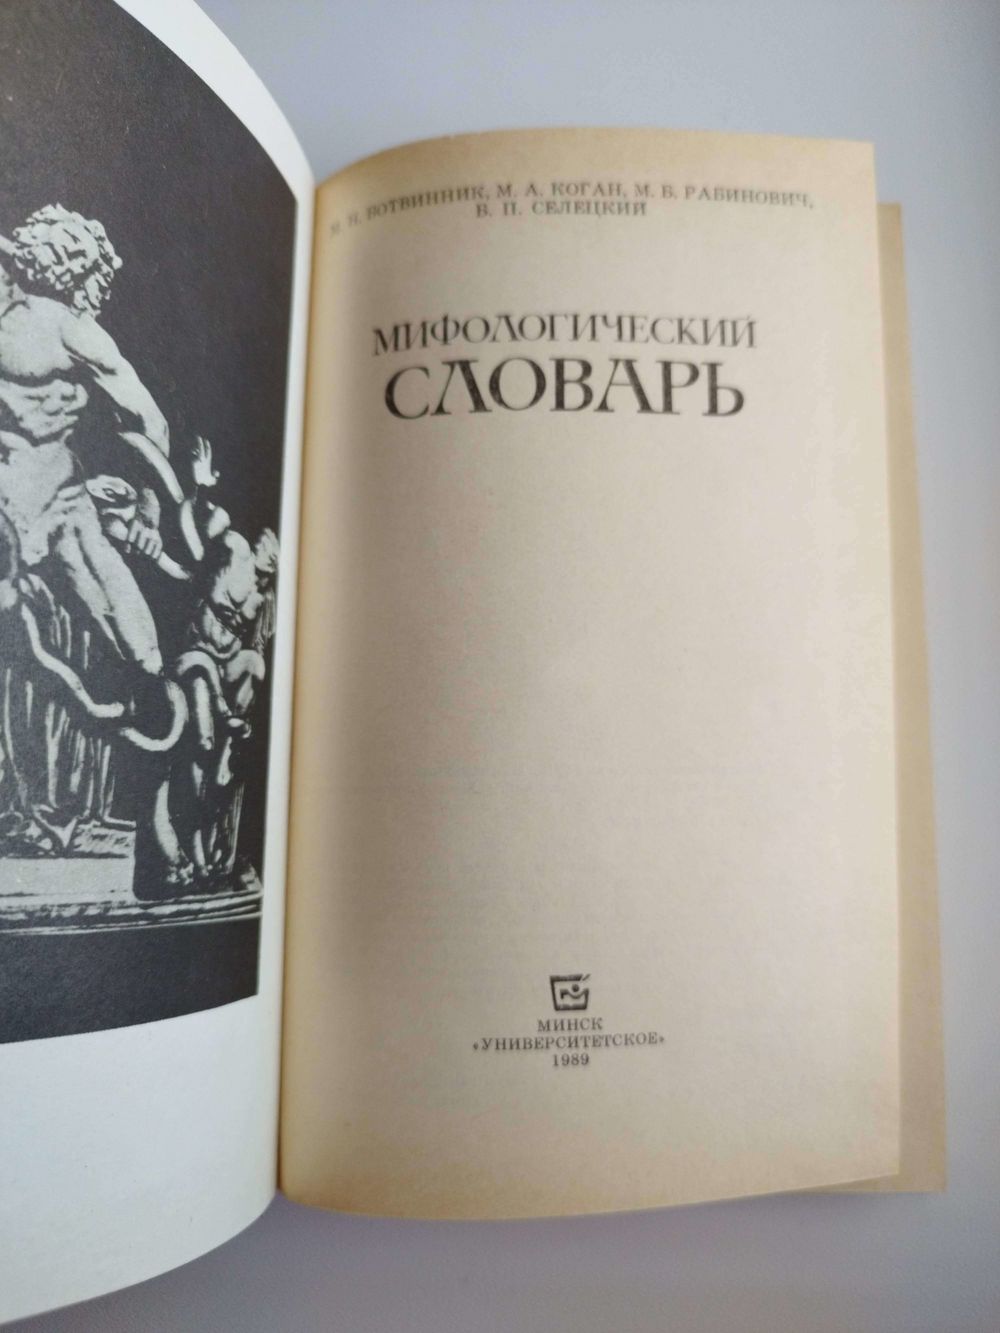 М. Н. БОТВИННИК, М. А. КОГАН, М. Б. РАБИНОВИЧ,
Б. П. СЕЛЕЦКИЙ
МИФОЛОГИЧЕСКИЙ
СЛОВАРЬ
МИНСК
«УНИВЕРСИТЕТСКОЕ»
1989